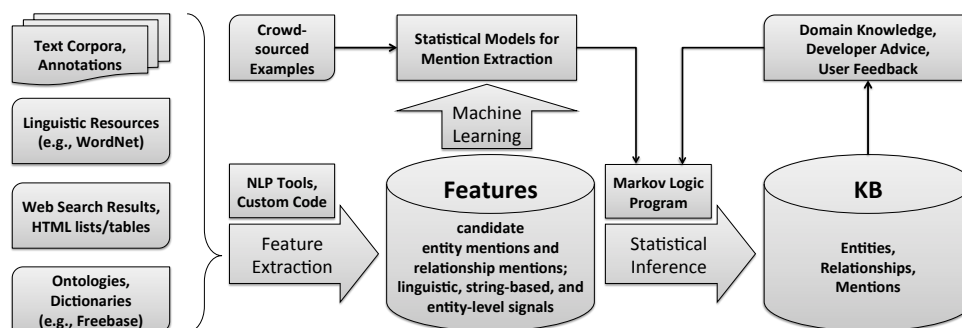 Text Corpora,
Annotations
Linguistic Resources
(e.g., WordNet)
Web Search Results,
HTML lists/tables
Ontologies,
Dictionaries
(e.g., Freebase)
Crowd-
sourced
Examples
Statistical Models for
Mention Extraction
Machine
Learning
NLP Tools,
Custom Code
Feature
Extraction
Features
candidate
entity mentions and
relationship mentions;
linguistic, string-based, and
entity-level signals
Domain Knowledge,
Developer Advice,
User Feedback
Markov Logic
Program
Statistical
Inference
KB
Entities,
Relationships,
Mentions